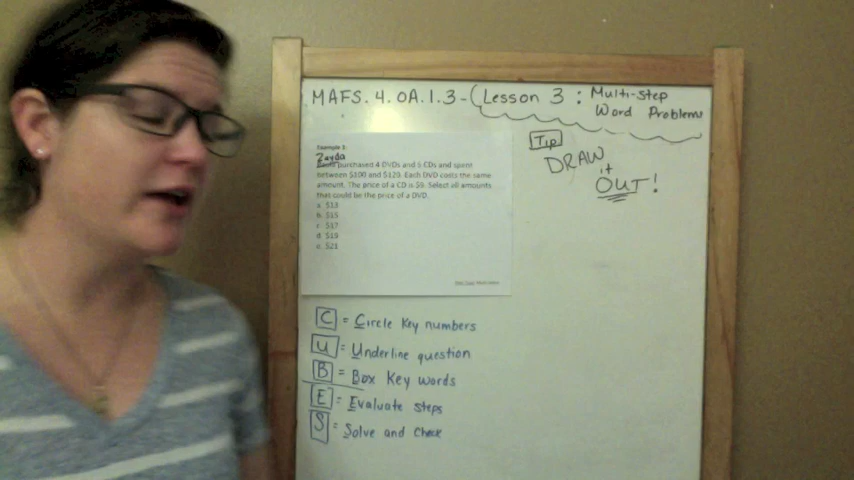 MAFS.4.OA.1.3 - Lesson 3: Multi-step
Word Problems
Tip
DRAW
it
OUT!
Example 3:
Zayda
purchased 4 DVDs and 5 CDs and spent
between $100 and $120. Each DVD costs the same
amount. The price of a CD is $8. Select all amounts
that could be the price of a DVD.
a. $13
b. $15
c. $17
d. $19
e. $21
C = Circle Key numbers
U = Underline question
B = Box Key words
E = Evaluate steps
S = Solve and Check